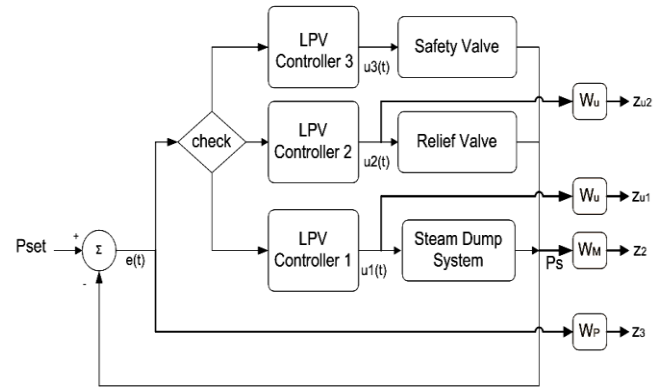 LPV
Controller 3
u3(t)
Safety Valve
check
LPV
Controller 2
u2(t)
Relief Valve
Wu
Zu2
Wu
Zu1
Pset
+
Σ
-
e(t)
LPV
Controller 1
u1(t)
Steam Dump
System
Ps
WM
Z2
WP
Z3